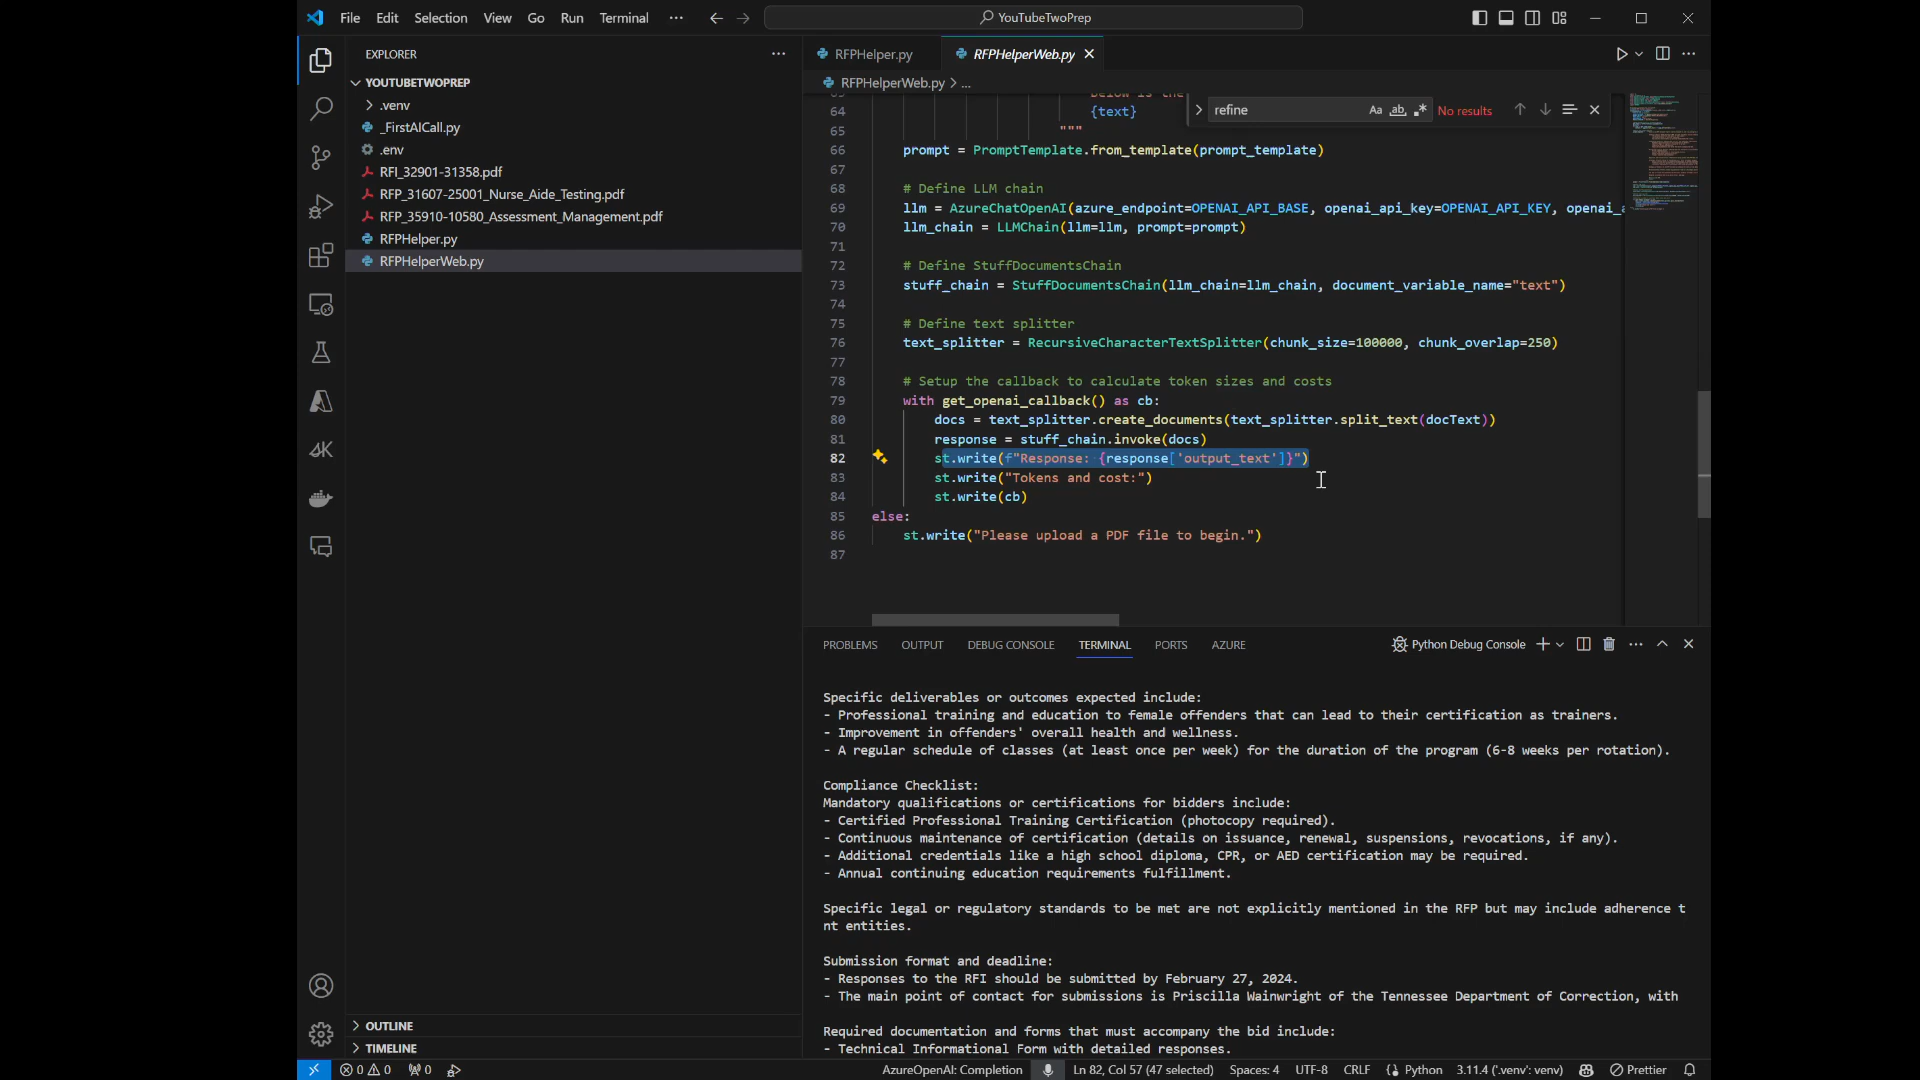 File Edit Selection View Go Run Terminal ··· YouTubeTwoPrep
EXPLORER ···
YOUTUBETWOPREP
.venv
_FirstAICall.py
.env
RFI_32901-31358.pdf
RFP_31607-25001_Nurse_Aide_Testing.pdf
RFP_35910-10580_Assessment_Management.pdf
RFPHelper.py
RFPHelperWeb.py
OUTLINE
TIMELINE
RFPHelper.py RFPHelperWeb.py
RFPHelperWeb.py > ...
refine Aa ab .* No results
64 {text}
65 """
66 prompt = PromptTemplate.from_template(prompt_template)
67
68 # Define LLM chain
69 llm = AzureChatOpenAI(azure_endpoint=OPENAI_API_BASE, openai_api_key=OPENAI_API_KEY, openai_a
70 llm_chain = LLMChain(llm=llm, prompt=prompt)
71
72 # Define StuffDocumentsChain
73 stuff_chain = StuffDocumentsChain(llm_chain=llm_chain, document_variable_name="text")
74
75 # Define text splitter
76 text_splitter = RecursiveCharacterTextSplitter(chunk_size=100000, chunk_overlap=250)
77
78 # Setup the callback to calculate token sizes and costs
79 with get_openai_callback() as cb:
80 docs = text_splitter.create_documents(text_splitter.split_text(docText))
81 response = stuff_chain.invoke(docs)
82 st.write(f"Response: {response['output_text']}")
83 st.write("Tokens and cost:")
84 st.write(cb)
85 else:
86 st.write("Please upload a PDF file to begin.")
87
PROBLEMS OUTPUT DEBUG CONSOLE TERMINAL PORTS AZURE Python Debug Console
Specific deliverables or outcomes expected include:
- Professional training and education to female offenders that can lead to their certification as trainers.
- Improvement in offenders' overall health and wellness.
- A regular schedule of classes (at least once per week) for the duration of the program (6-8 weeks per rotation).
Compliance Checklist:
Mandatory qualifications or certifications for bidders include:
- Certified Professional Training Certification (photocopy required).
- Continuous maintenance of certification (details on issuance, renewal, suspensions, revocations, if any).
- Additional credentials like a high school diploma, CPR, or AED certification may be required.
- Annual continuing education requirements fulfillment.
Specific legal or regulatory standards to be met are not explicitly mentioned in the RFP but may include adherence t
nt entities.
Submission format and deadline:
- Responses to the RFI should be submitted by February 27, 2024.
- The main point of contact for submissions is Priscilla Wainwright of the Tennessee Department of Correction, with
Required documentation and forms that must accompany the bid include:
- Technical Informational Form with detailed responses.
0 0 0 AzureOpenAI: Completion Ln 82, Col 57 (47 selected) Spaces: 4 UTF-8 CRLF Python 3.11.4 ('.venv': venv) Prettier